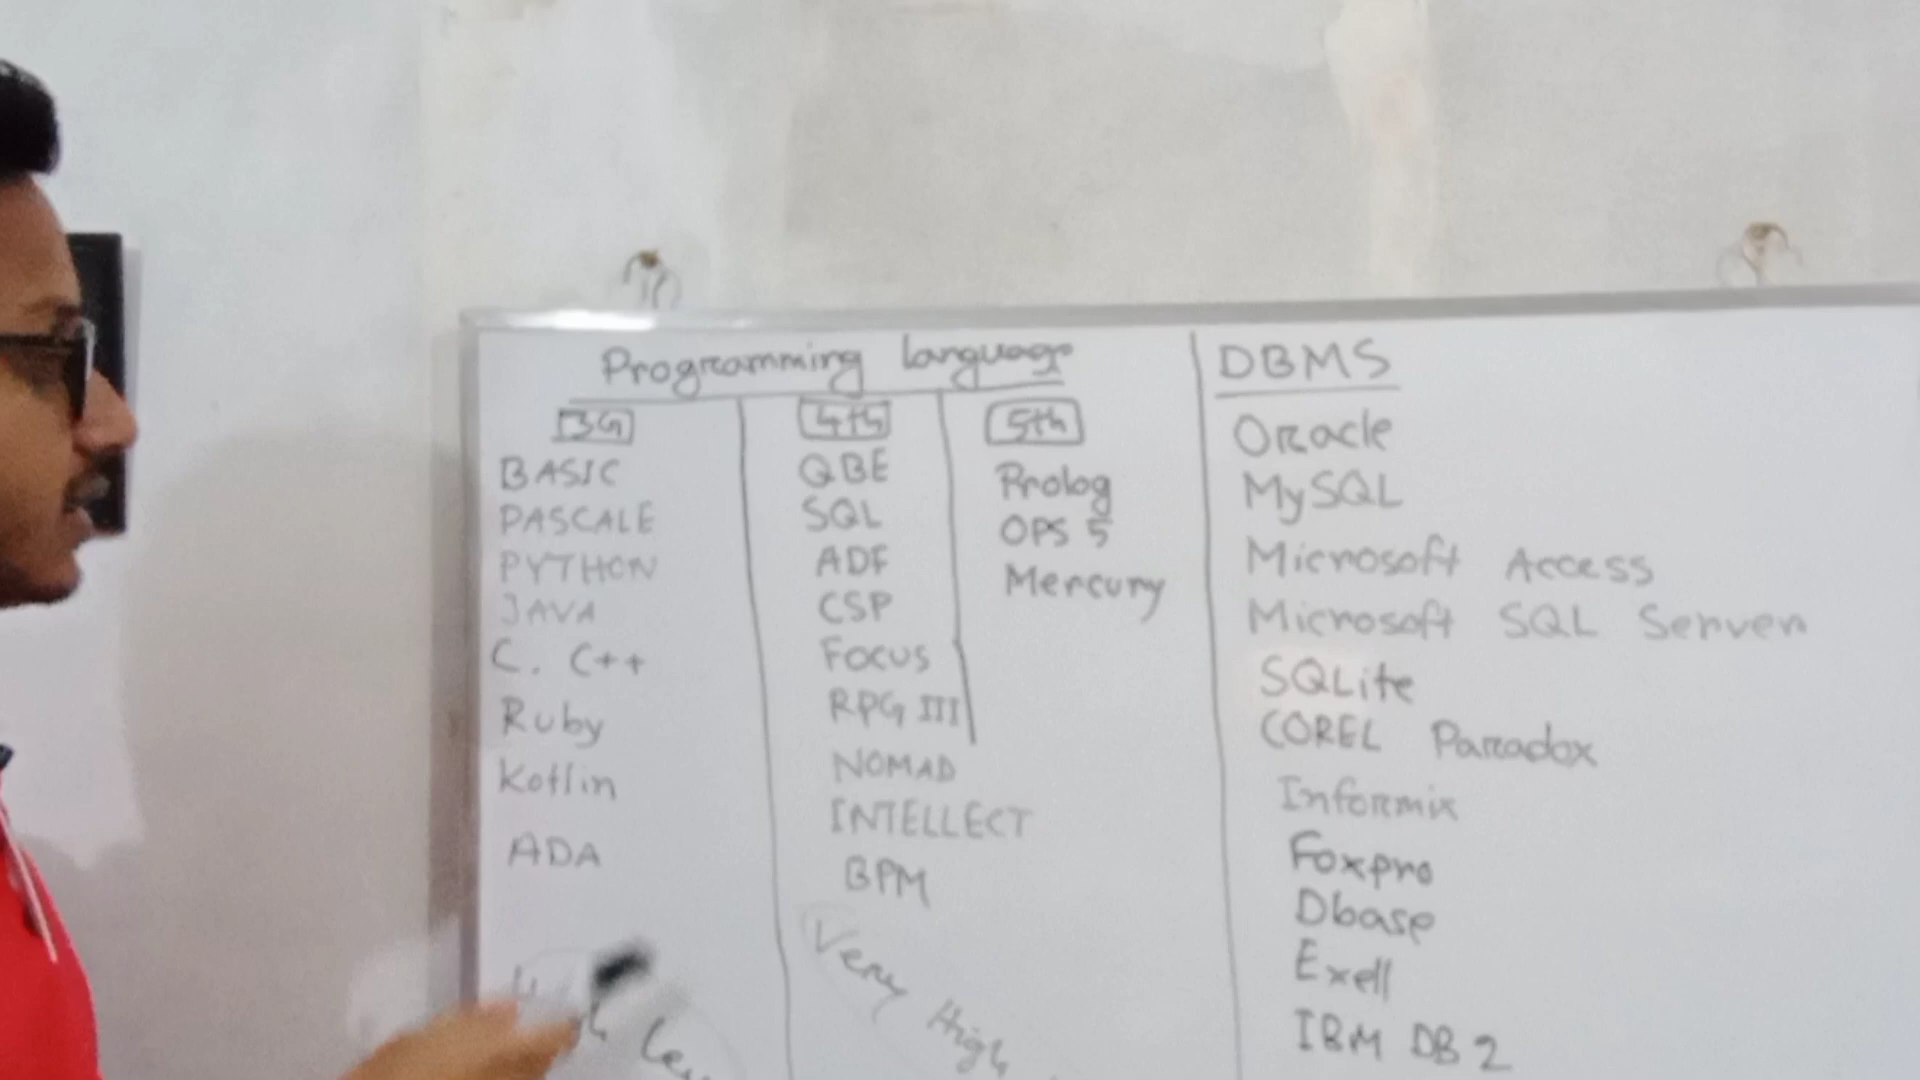 Programming language
3G
BASIC
PASCALE
PYTHON
JAVA
C. C++
Ruby
Kotlin
ADA
4th
QBE
SQL
ADF
CSP
FOCUS
RPG III
NOMAD
INTELLECT
BPM
Very High
5th
Prolog
OPS 5
Mercury
DBMS
Oracle
MySQL
Microsoft Access
Microsoft SQL Server
SQLite
COREL Paradox
Informix
Foxpro
Dbase
Exell
IBM DB 2